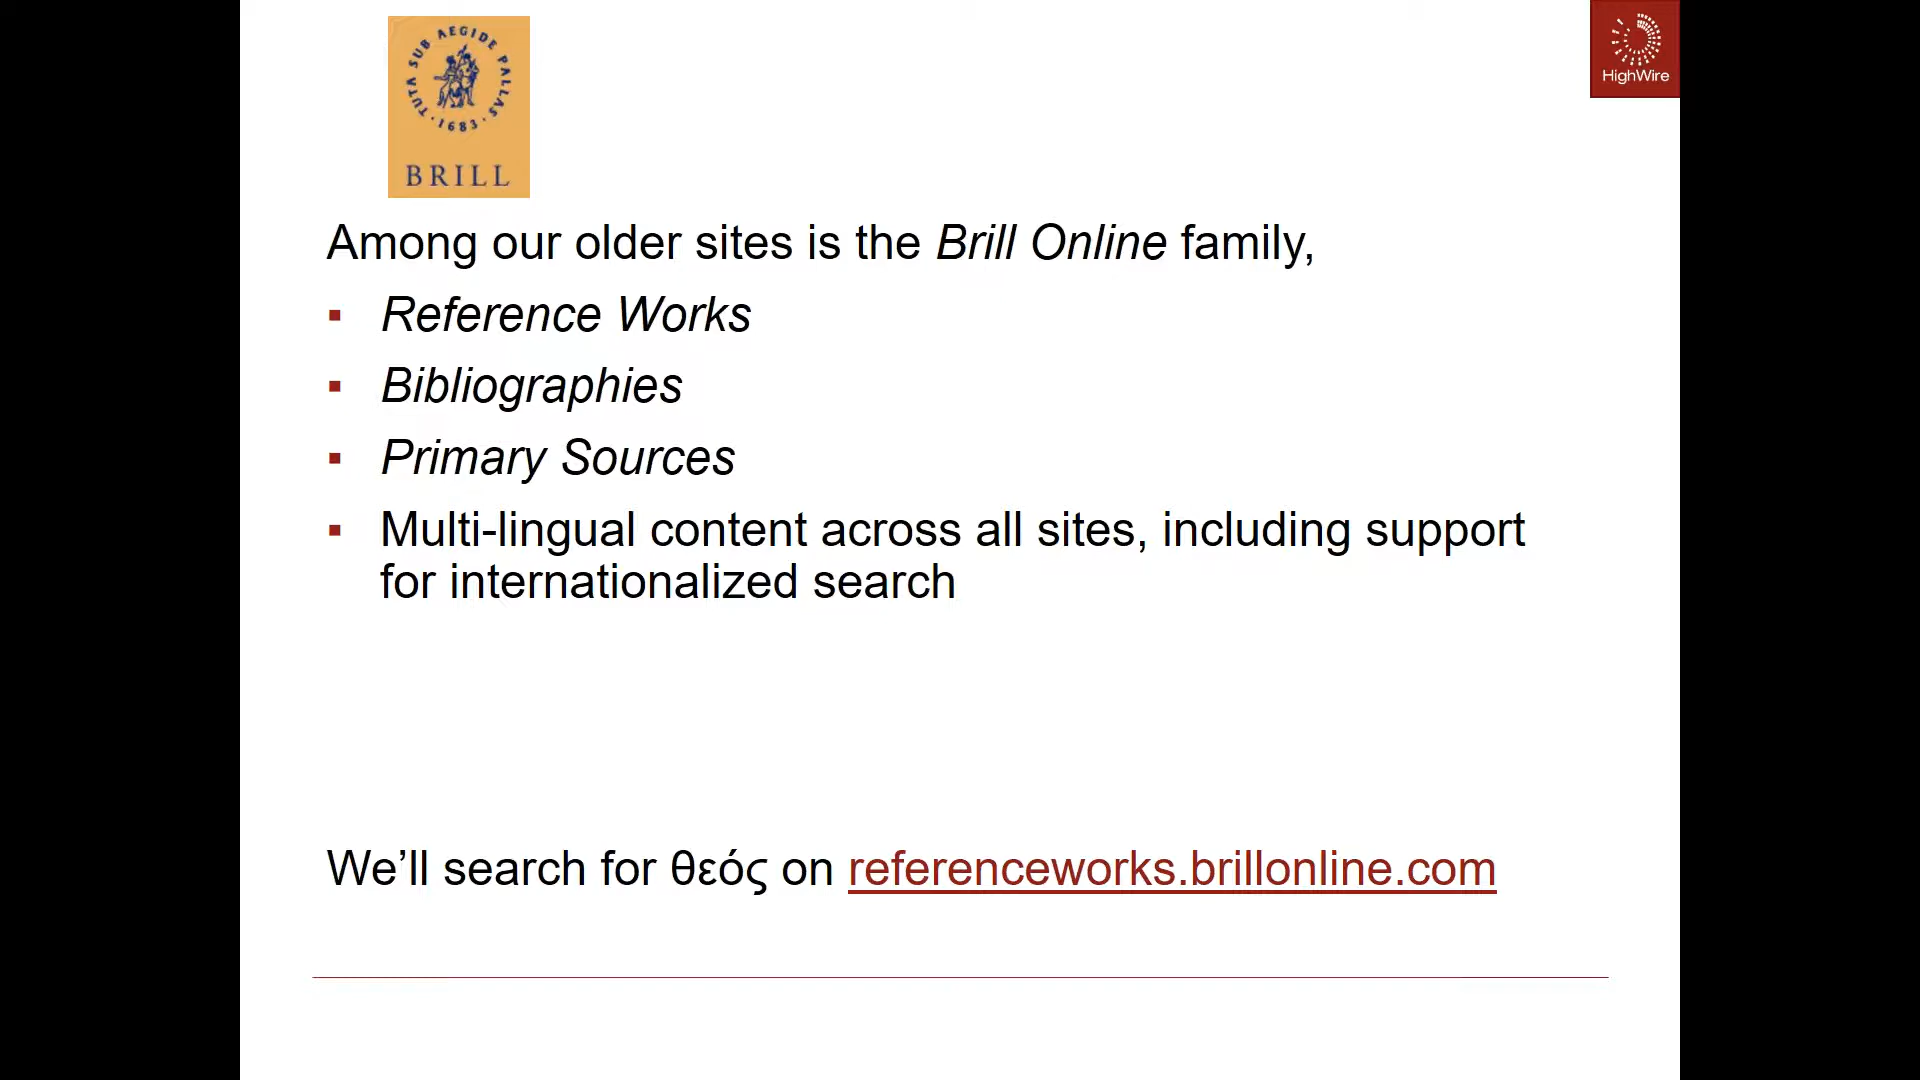 TUTA SUB AEGIDE PALLAS
· 1683 ·
BRILL
HighWire
Among our older sites is the Brill Online family,
▪ Reference Works
▪ Bibliographies
▪ Primary Sources
▪ Multi-lingual content across all sites, including support
for internationalized search
We’ll search for θεός on referenceworks.brillonline.com